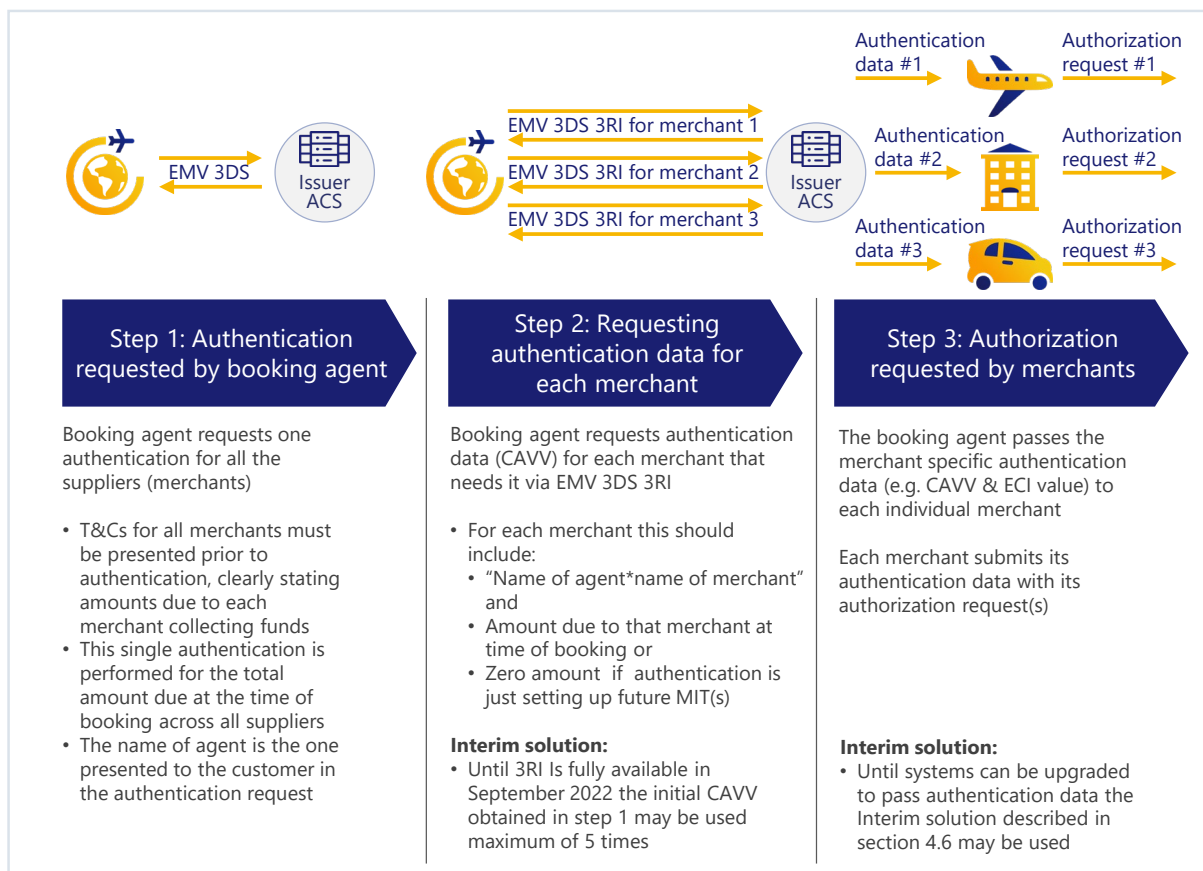 EMV 3DS
Issuer
ACS
EMV 3DS 3RI for merchant 1
EMV 3DS 3RI for merchant 2
EMV 3DS 3RI for merchant 3
Issuer
ACS
Authentication
data #1
Authorization
request #1
Authentication
data #2
Authorization
request #2
Authentication
data #3
Authorization
request #3
Step 1: Authentication
requested by booking agent
Booking agent requests one
authentication for all the
suppliers (merchants)
• T&Cs for all merchants must
be presented prior to
authentication, clearly stating
amounts due to each
merchant collecting funds
• This single authentication is
performed for the total
amount due at the time of
booking across all suppliers
• The name of agent is the one
presented to the customer in
the authentication request
Step 2: Requesting
authentication data for
each merchant
Booking agent requests authentication
data (CAVV) for each merchant that
needs it via EMV 3DS 3RI
• For each merchant this should
include:
• "Name of agent*name of merchant"
and
• Amount due to that merchant at
time of booking or
• Zero amount if authentication is
just setting up future MIT(s)
Interim solution:
• Until 3RI Is fully available in
September 2022 the initial CAVV
obtained in step 1 may be used
maximum of 5 times
Step 3: Authorization
requested by merchants
The booking agent passes the
merchant specific authentication
data (e.g. CAVV & ECI value) to
each individual merchant
Each merchant submits its
authentication data with its
authorization request(s)
Interim solution:
• Until systems can be upgraded
to pass authentication data the
Interim solution described in
section 4.6 may be used